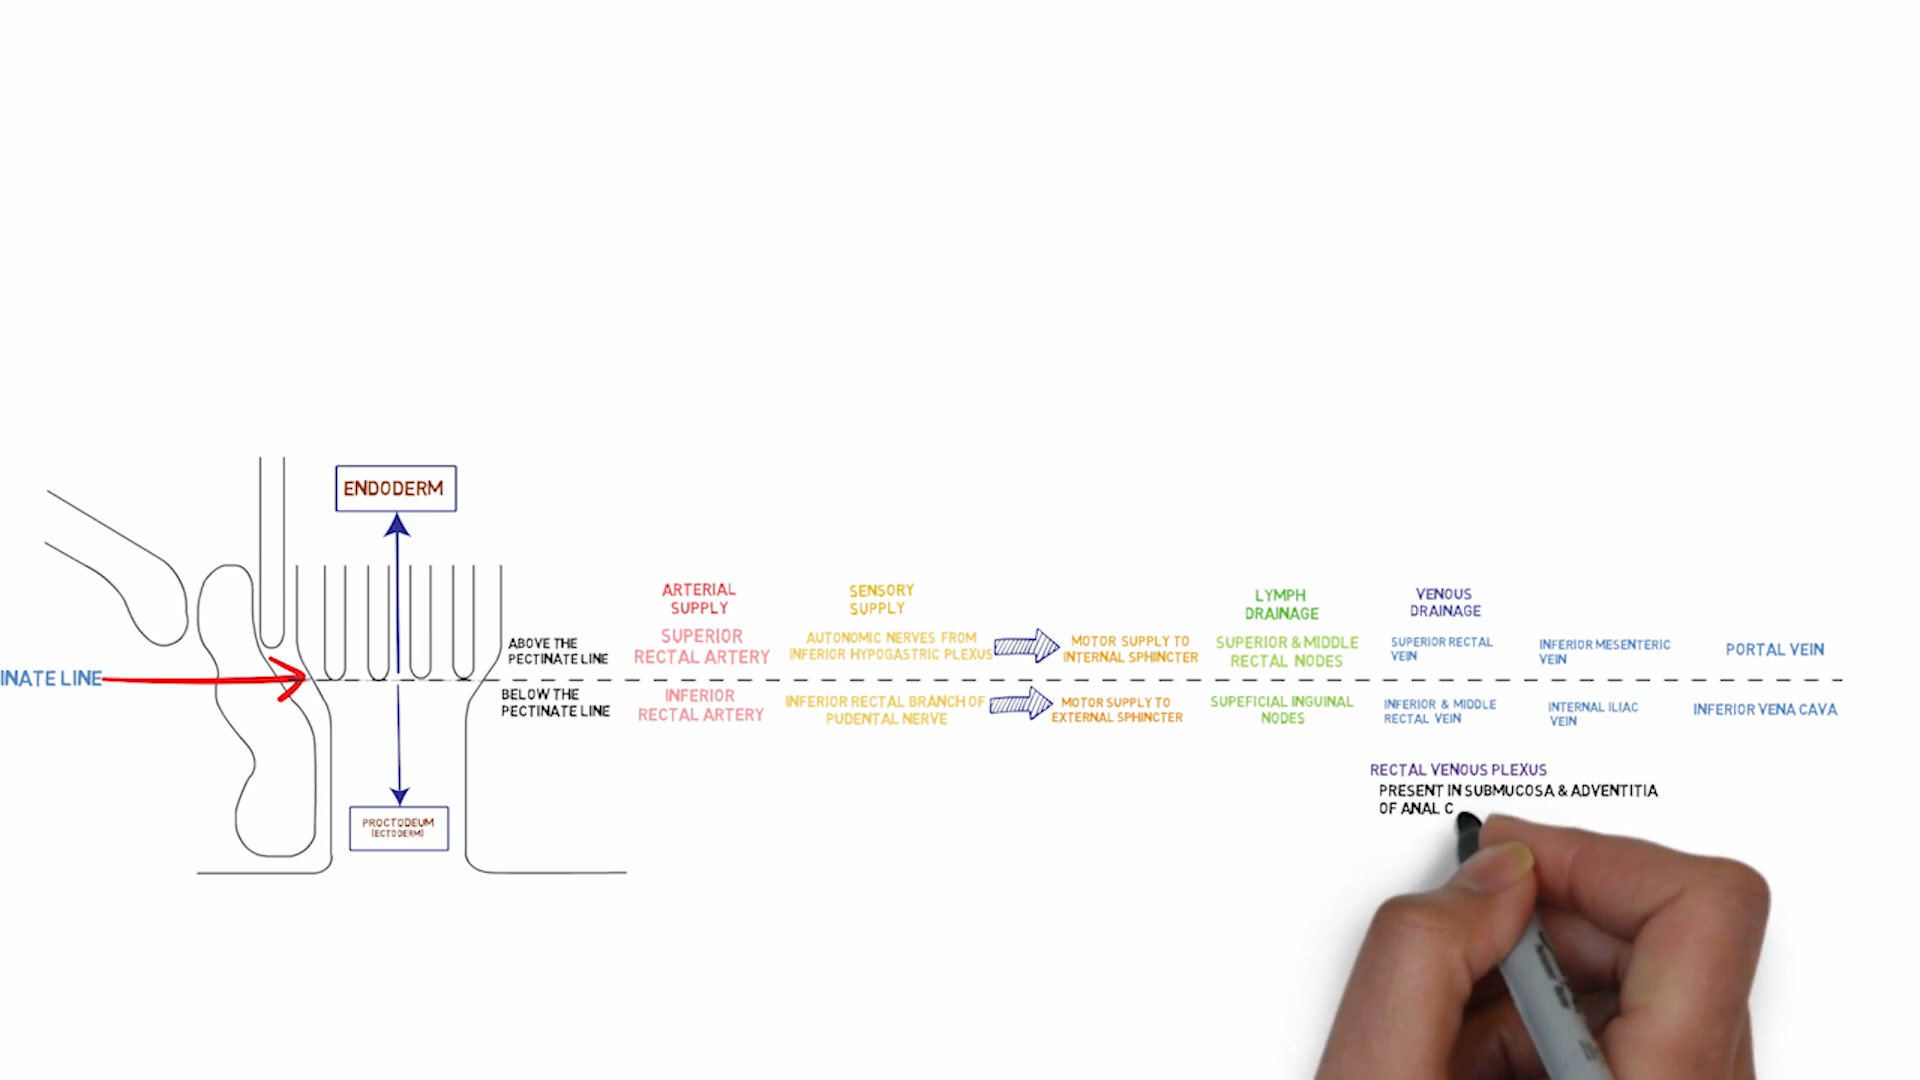 ENDODERM
INATE LINE
PROCTODEUM
(ECTODERM)
ABOVE THE
PECTINATE LINE
BELOW THE
PECTINATE LINE
ARTERIAL
SUPPLY
SUPERIOR
RECTAL ARTERY
INFERIOR
RECTAL ARTERY
SENSORY
SUPPLY
AUTONOMIC NERVES FROM
INFERIOR HYPOGASTRIC PLEXUS
INFERIOR RECTAL BRANCH OF
PUDENTAL NERVE
MOTOR SUPPLY TO
INTERNAL SPHINCTER
MOTOR SUPPLY TO
EXTERNAL SPHINCTER
LYMPH
DRAINAGE
SUPERIOR & MIDDLE
RECTAL NODES
SUPEFICIAL INGUINAL
NODES
VENOUS
DRAINAGE
SUPERIOR RECTAL
VEIN
INFERIOR MESENTERIC
VEIN
PORTAL VEIN
INFERIOR & MIDDLE
RECTAL VEIN
INTERNAL ILIAC
VEIN
INFERIOR VENA CAVA
RECTAL VENOUS PLEXUS
PRESENT IN SUBMUCOSA & ADVENTITIA
OF ANAL C